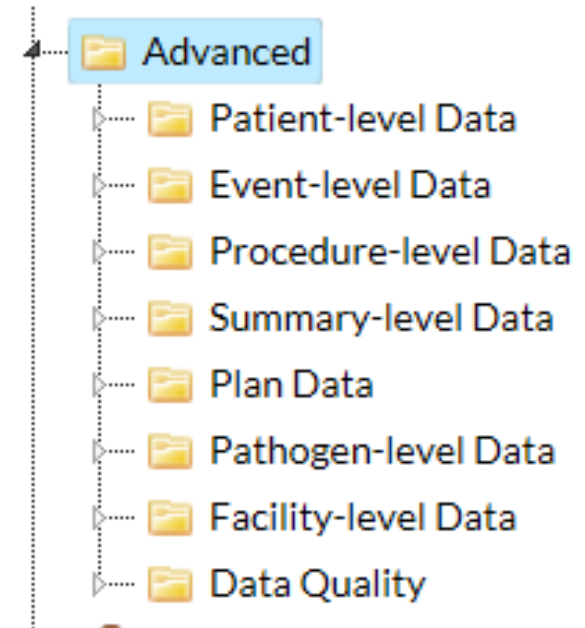 Advanced
Patient-level Data
Event-level Data
Procedure-level Data
Summary-level Data
Plan Data
Pathogen-level Data
Facility-level Data
Data Quality